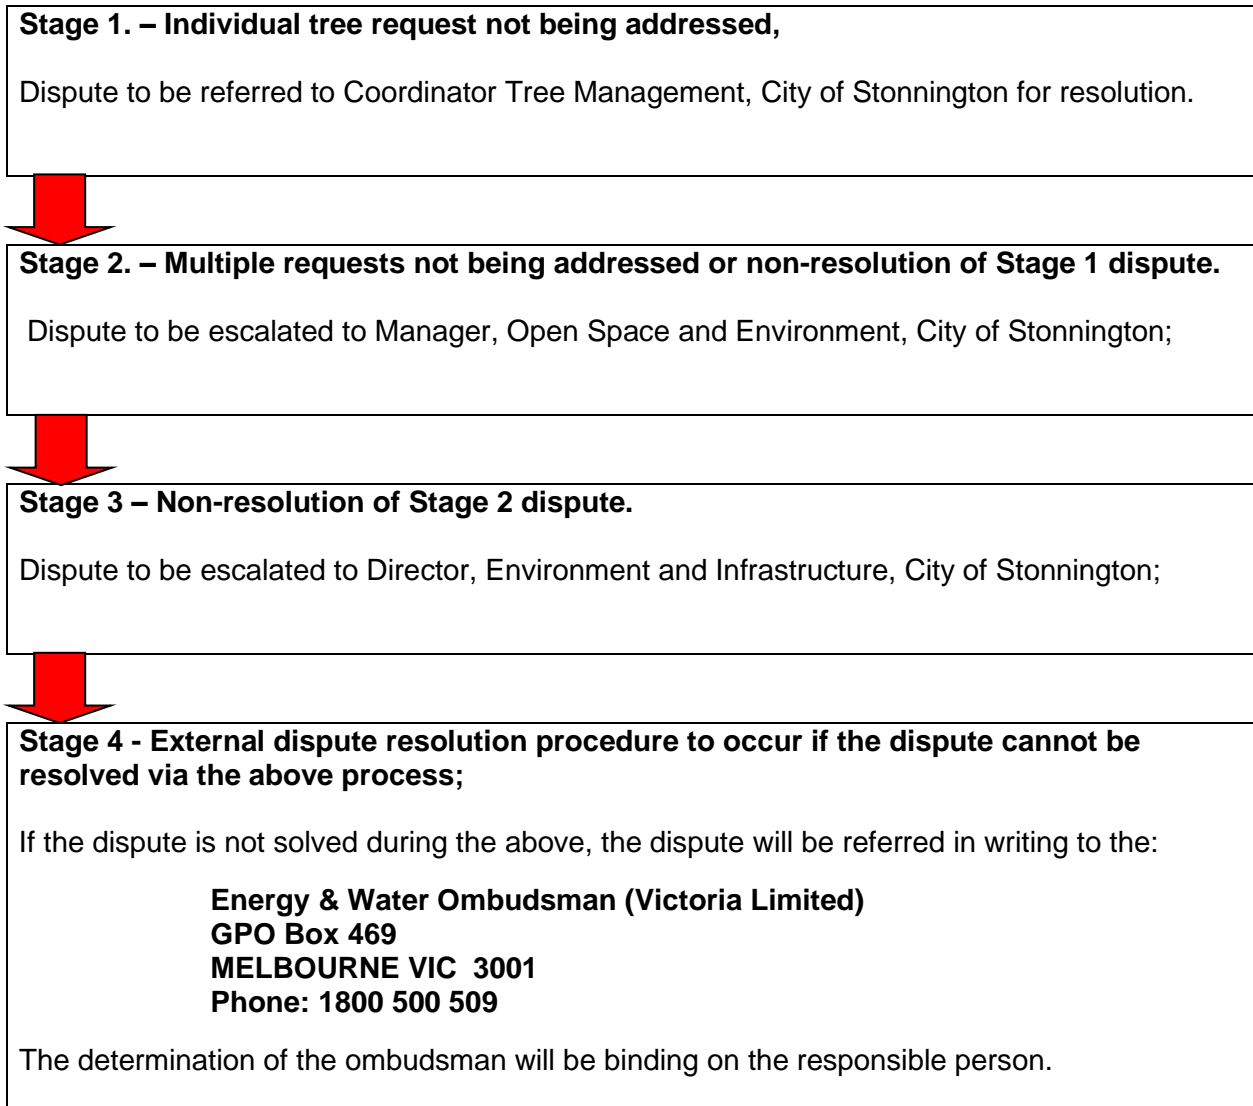 Stage 1. – Individual tree request not being addressed,
Dispute to be referred to Coordinator Tree Management, City of Stonnington for resolution.
Stage 2. – Multiple requests not being addressed or non-resolution of Stage 1 dispute.
Dispute to be escalated to Manager, Open Space and Environment, City of Stonnington;
Stage 3 – Non-resolution of Stage 2 dispute.
Dispute to be escalated to Director, Environment and Infrastructure, City of Stonnington;
Stage 4 - External dispute resolution procedure to occur if the dispute cannot be
resolved via the above process;
If the dispute is not solved during the above, the dispute will be referred in writing to the:
Energy & Water Ombudsman (Victoria Limited)
GPO Box 469
MELBOURNE VIC  3001
Phone: 1800 500 509
The determination of the ombudsman will be binding on the responsible person.